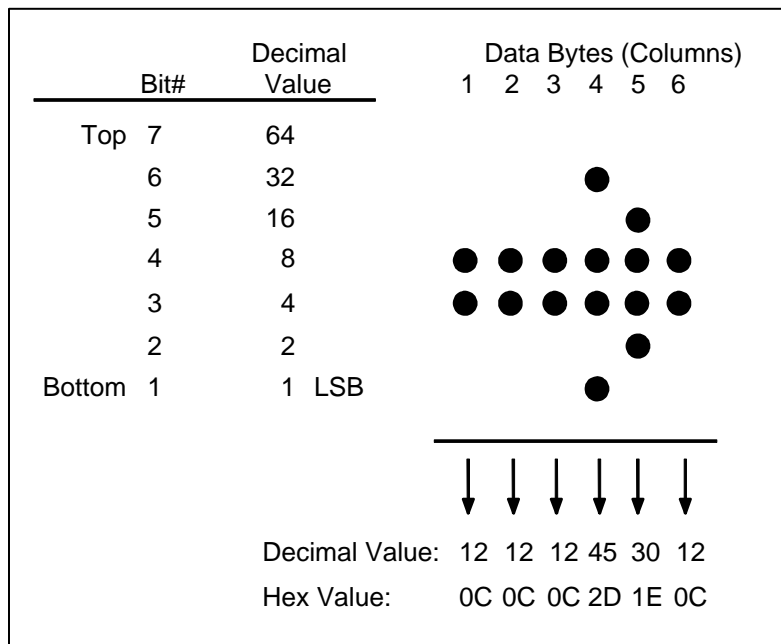 Decimal Data Bytes (Columns)
Bit# Value 1 2 3 4 5 6
Top 7 64
6 32
5 16
4 8
3 4
2 2
Bottom 1 1 LSB
Decimal Value: 12 12 12 45 30 12
Hex Value: 0C 0C 0C 2D 1E 0C